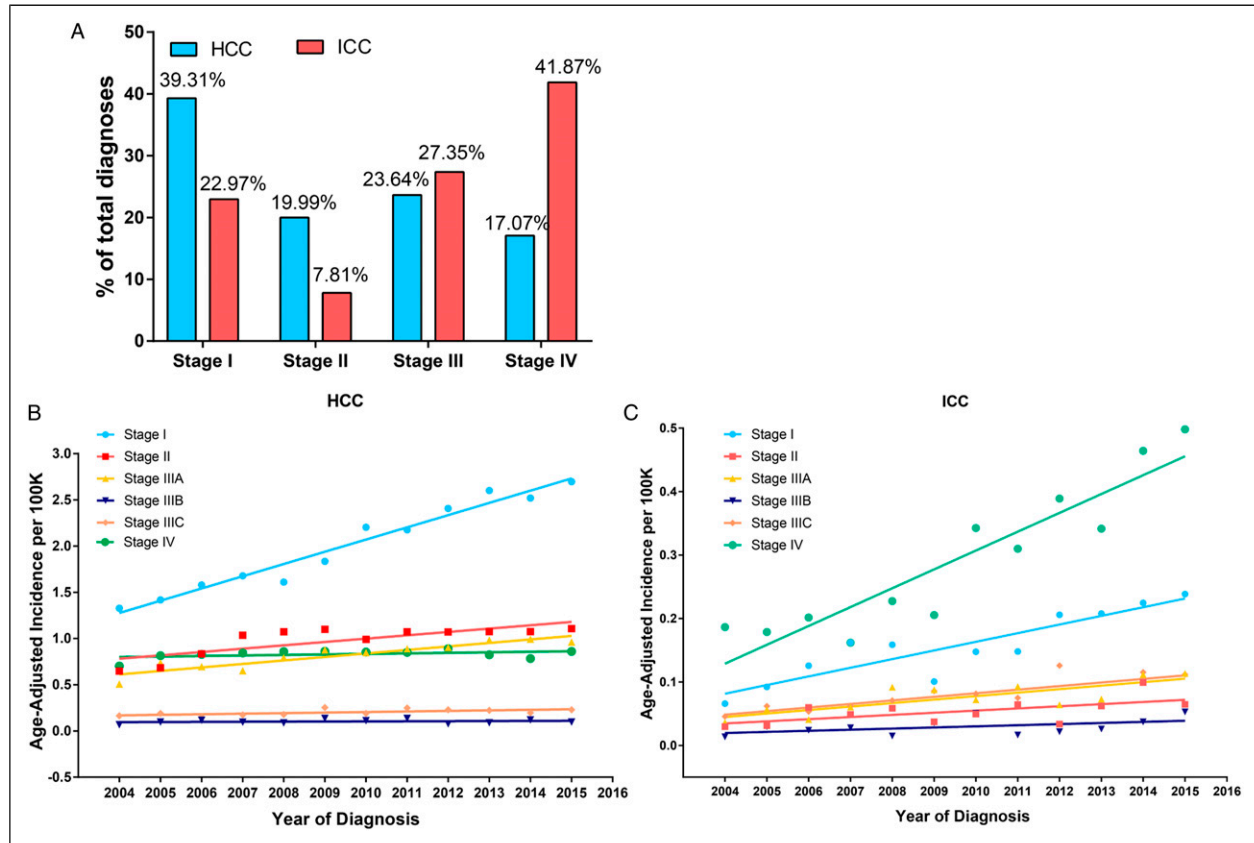 A
HCC ICC
50
40
30
20
10
0
% of total diagnoses
39.31%
22.97%
19.99%
7.81%
23.64%
27.35%
17.07%
41.87%
Stage I Stage II Stage III Stage IV
B
HCC
Stage I
Stage II
Stage IIIA
Stage IIIB
Stage IIIC
Stage IV
3.0
2.5
2.0
1.5
1.0
0.5
0.0
-0.5
Age-Adjusted Incidence per 100K
2004 2005 2006 2007 2008 2009 2010 2011 2012 2013 2014 2015 2016
Year of Diagnosis
C
ICC
Stage I
Stage II
Stage IIIA
Stage IIIB
Stage IIIC
Stage IV
0.5
0.4
0.3
0.2
0.1
0.0
Age-Adjusted Incidence per 100K
2004 2005 2006 2007 2008 2009 2010 2011 2012 2013 2014 2015 2016
Year of Diagnosis